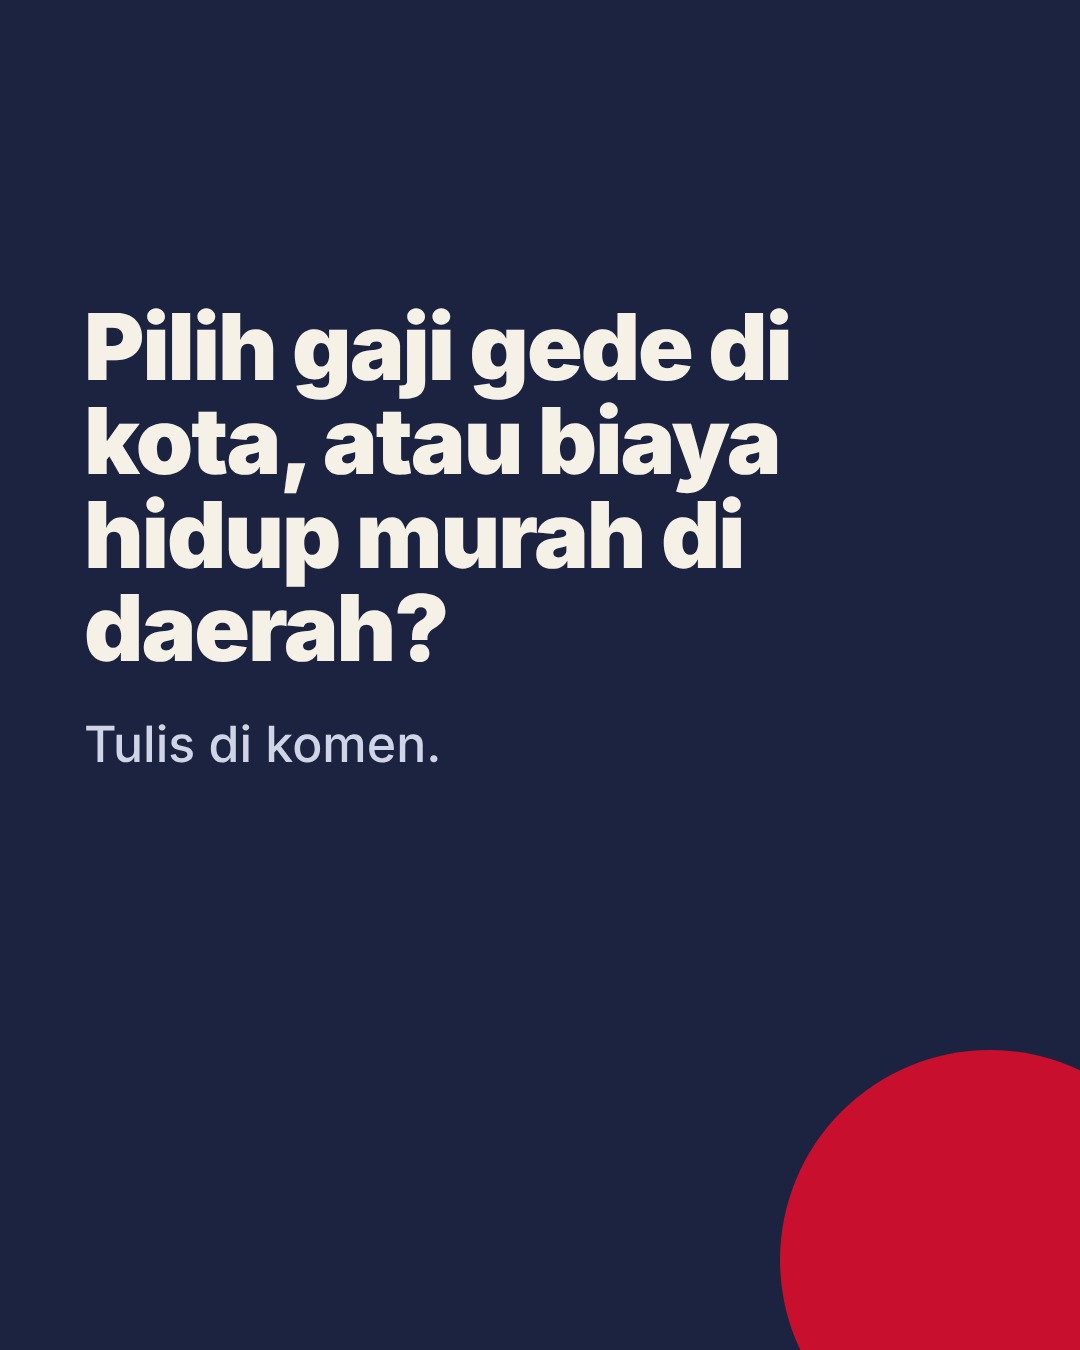 Pilih gaji gede di
kota, atau biaya
hidup murah di
daerah?
Tulis di komen.